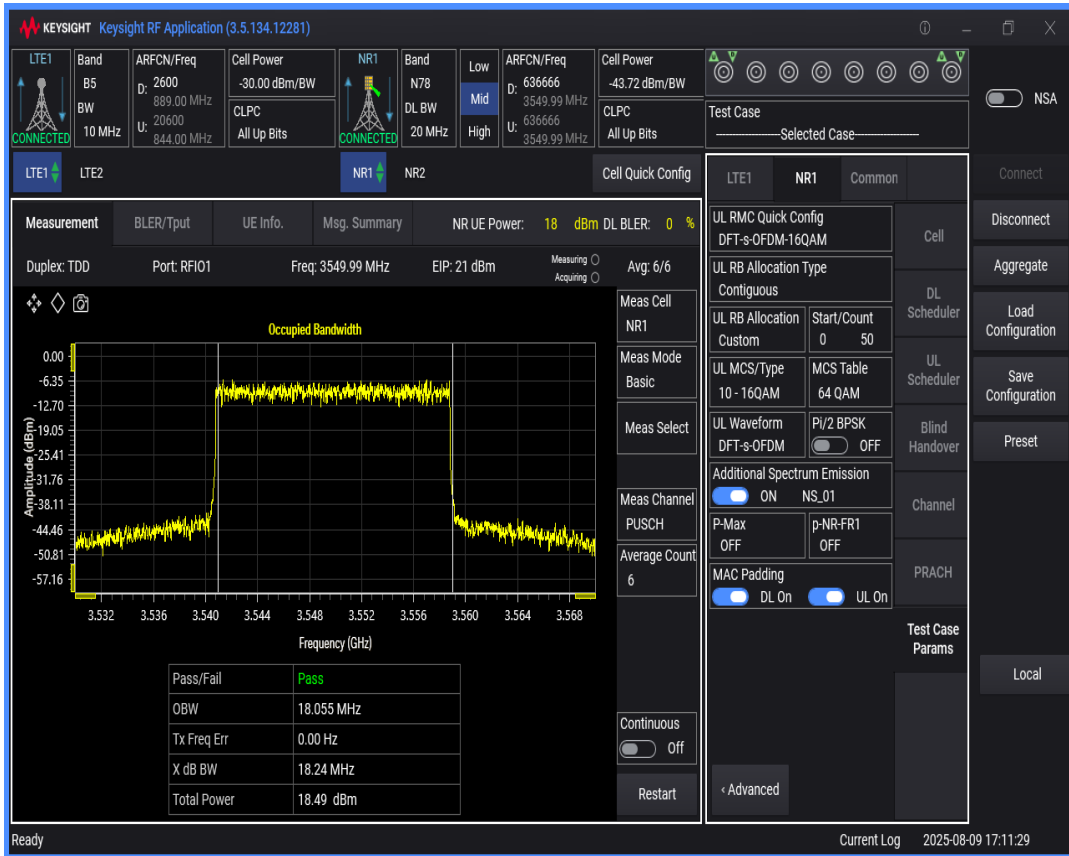 KEYSIGHT Keysight RF Application (3.5.134.12281)
LTE1
CONNECTED
Band
B5
BW
10 MHz
ARFCN/Freq
D: 2600
889.00 MHz
U: 20600
844.00 MHz
Cell Power
-30.00 dBm/BW
CLPC
All Up Bits
NR1
CONNECTED
Band
N78
DL BW
20 MHz
Low
Mid
High
ARFCN/Freq
D: 636666
3549.99 MHz
U: 636666
3549.99 MHz
Cell Power
-43.72 dBm/BW
CLPC
All Up Bits
Test Case
--------------------Selected Case--------------------
NSA
LTE1 LTE2 NR1 NR2 Cell Quick Config
Measurement BLER/Tput UE Info. Msg. Summary NR UE Power: 18 dBm DL BLER: 0 %
Duplex: TDD Port: RFIO1 Freq: 3549.99 MHz EIP: 21 dBm Measuring Acquiring Avg: 6/6
Occupied Bandwidth
Amplitude (dBm)
0.00
-6.35
-12.70
-19.05
-25.41
-31.76
-38.11
-44.46
-50.81
-57.16
3.532 3.536 3.540 3.544 3.548 3.552 3.556 3.560 3.564 3.568
Frequency (GHz)
Pass/Fail Pass
OBW 18.055 MHz
Tx Freq Err 0.00 Hz
X dB BW 18.24 MHz
Total Power 18.49 dBm
Meas Cell
NR1
Meas Mode
Basic
Meas Select
Meas Channel
PUSCH
Average Count
6
Continuous
Off
Restart
LTE1 NR1 Common
UL RMC Quick Config
DFT-s-OFDM-16QAM
UL RB Allocation Type
Contiguous
UL RB Allocation
Custom
Start/Count
0 50
UL MCS/Type
10 - 16QAM
MCS Table
64 QAM
UL Waveform
DFT-s-OFDM
Pi/2 BPSK
OFF
Additional Spectrum Emission
ON NS_01
P-Max
OFF
p-NR-FR1
OFF
MAC Padding
DL On UL On
< Advanced
Cell
DL
Scheduler
UL
Scheduler
Blind
Handover
Channel
PRACH
Test Case
Params
Connect
Disconnect
Aggregate
Load
Configuration
Save
Configuration
Preset
Local
Ready Current Log 2025-08-09 17:11:29